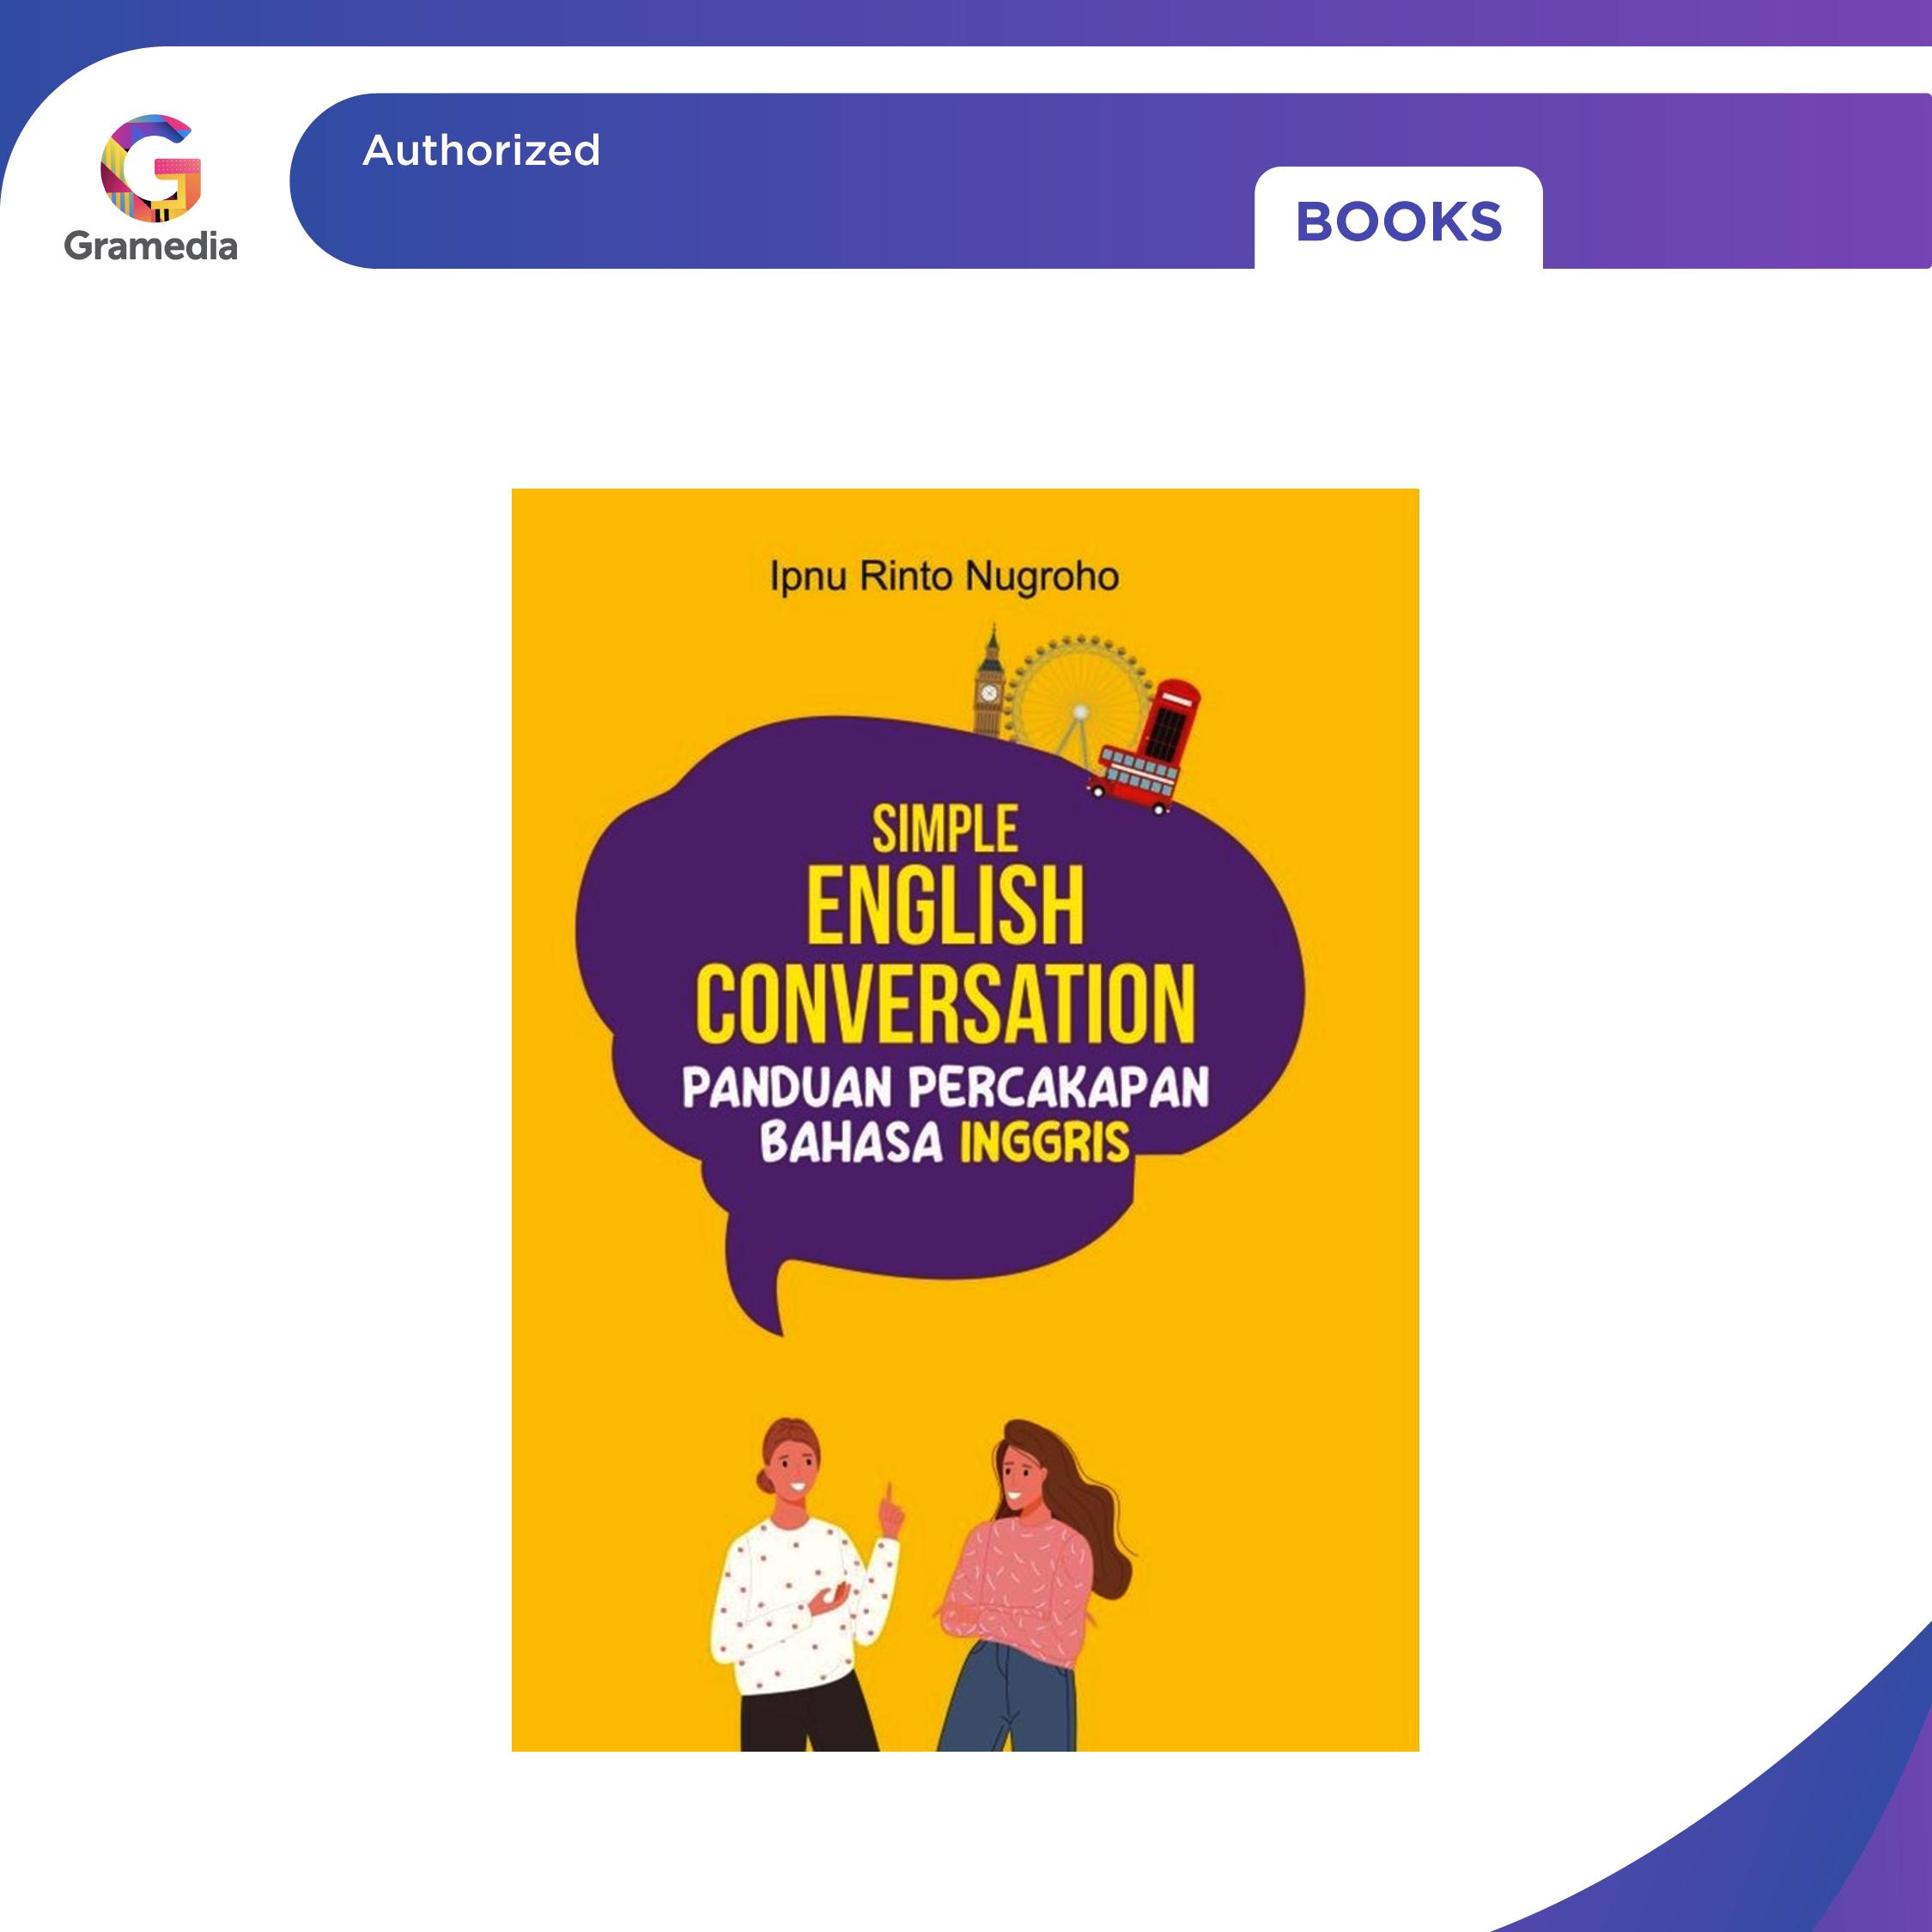 Authorized
Gramedia
BOOKS
Ipnu Rinto Nugroho
SIMPLE
ENGLISH
CONVERSATION
PANDUAN PERCAKAPAN
BAHASA INGGRIS